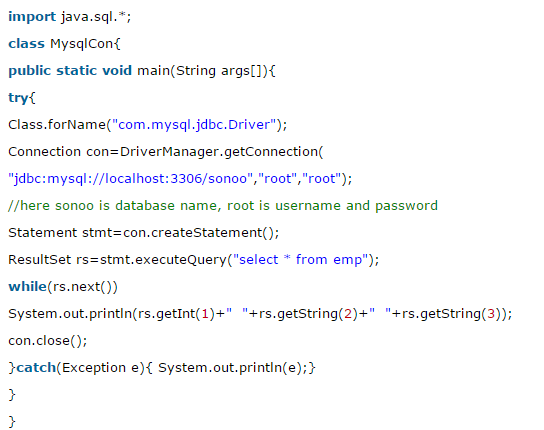 import java.sql.*;
class MysqlCon{
public static void main(String args[]){
try{
Class.forName("com.mysql.jdbc.Driver");
Connection con=DriverManager.getConnection(
"jdbc:mysql://localhost:3306/sonoo","root","root");
//here sonoo is database name, root is username and password
Statement stmt=con.createStatement();
ResultSet rs=stmt.executeQuery("select * from emp");
while(rs.next())
System.out.println(rs.getInt(1)+"  "+rs.getString(2)+"  "+rs.getString(3));
con.close();
}catch(Exception e){ System.out.println(e);}
}
}